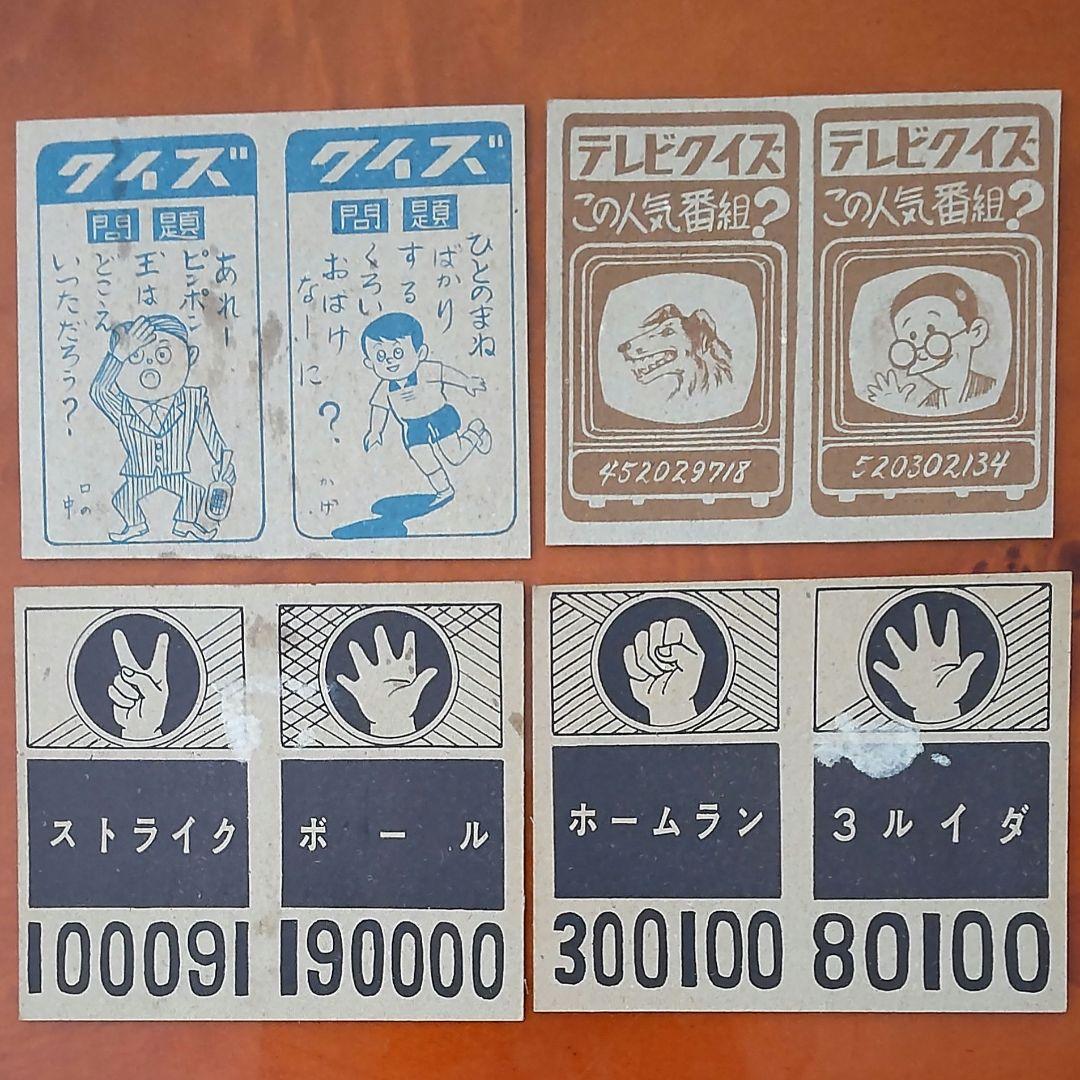 クイズ
問題
あれー
ピンポン
玉は
どこえ
いっただろう?
口の
中
クイズ
問題
ひとのまね
ばかり
する
くろい
おばけ
なーに?
かげ
テレビクイズ
この人気番組?
452029718
テレビクイズ
この人気番組?
520302134
ストライク
100091
ボール
190000
ホームラン
300100
3ルイダ
80100